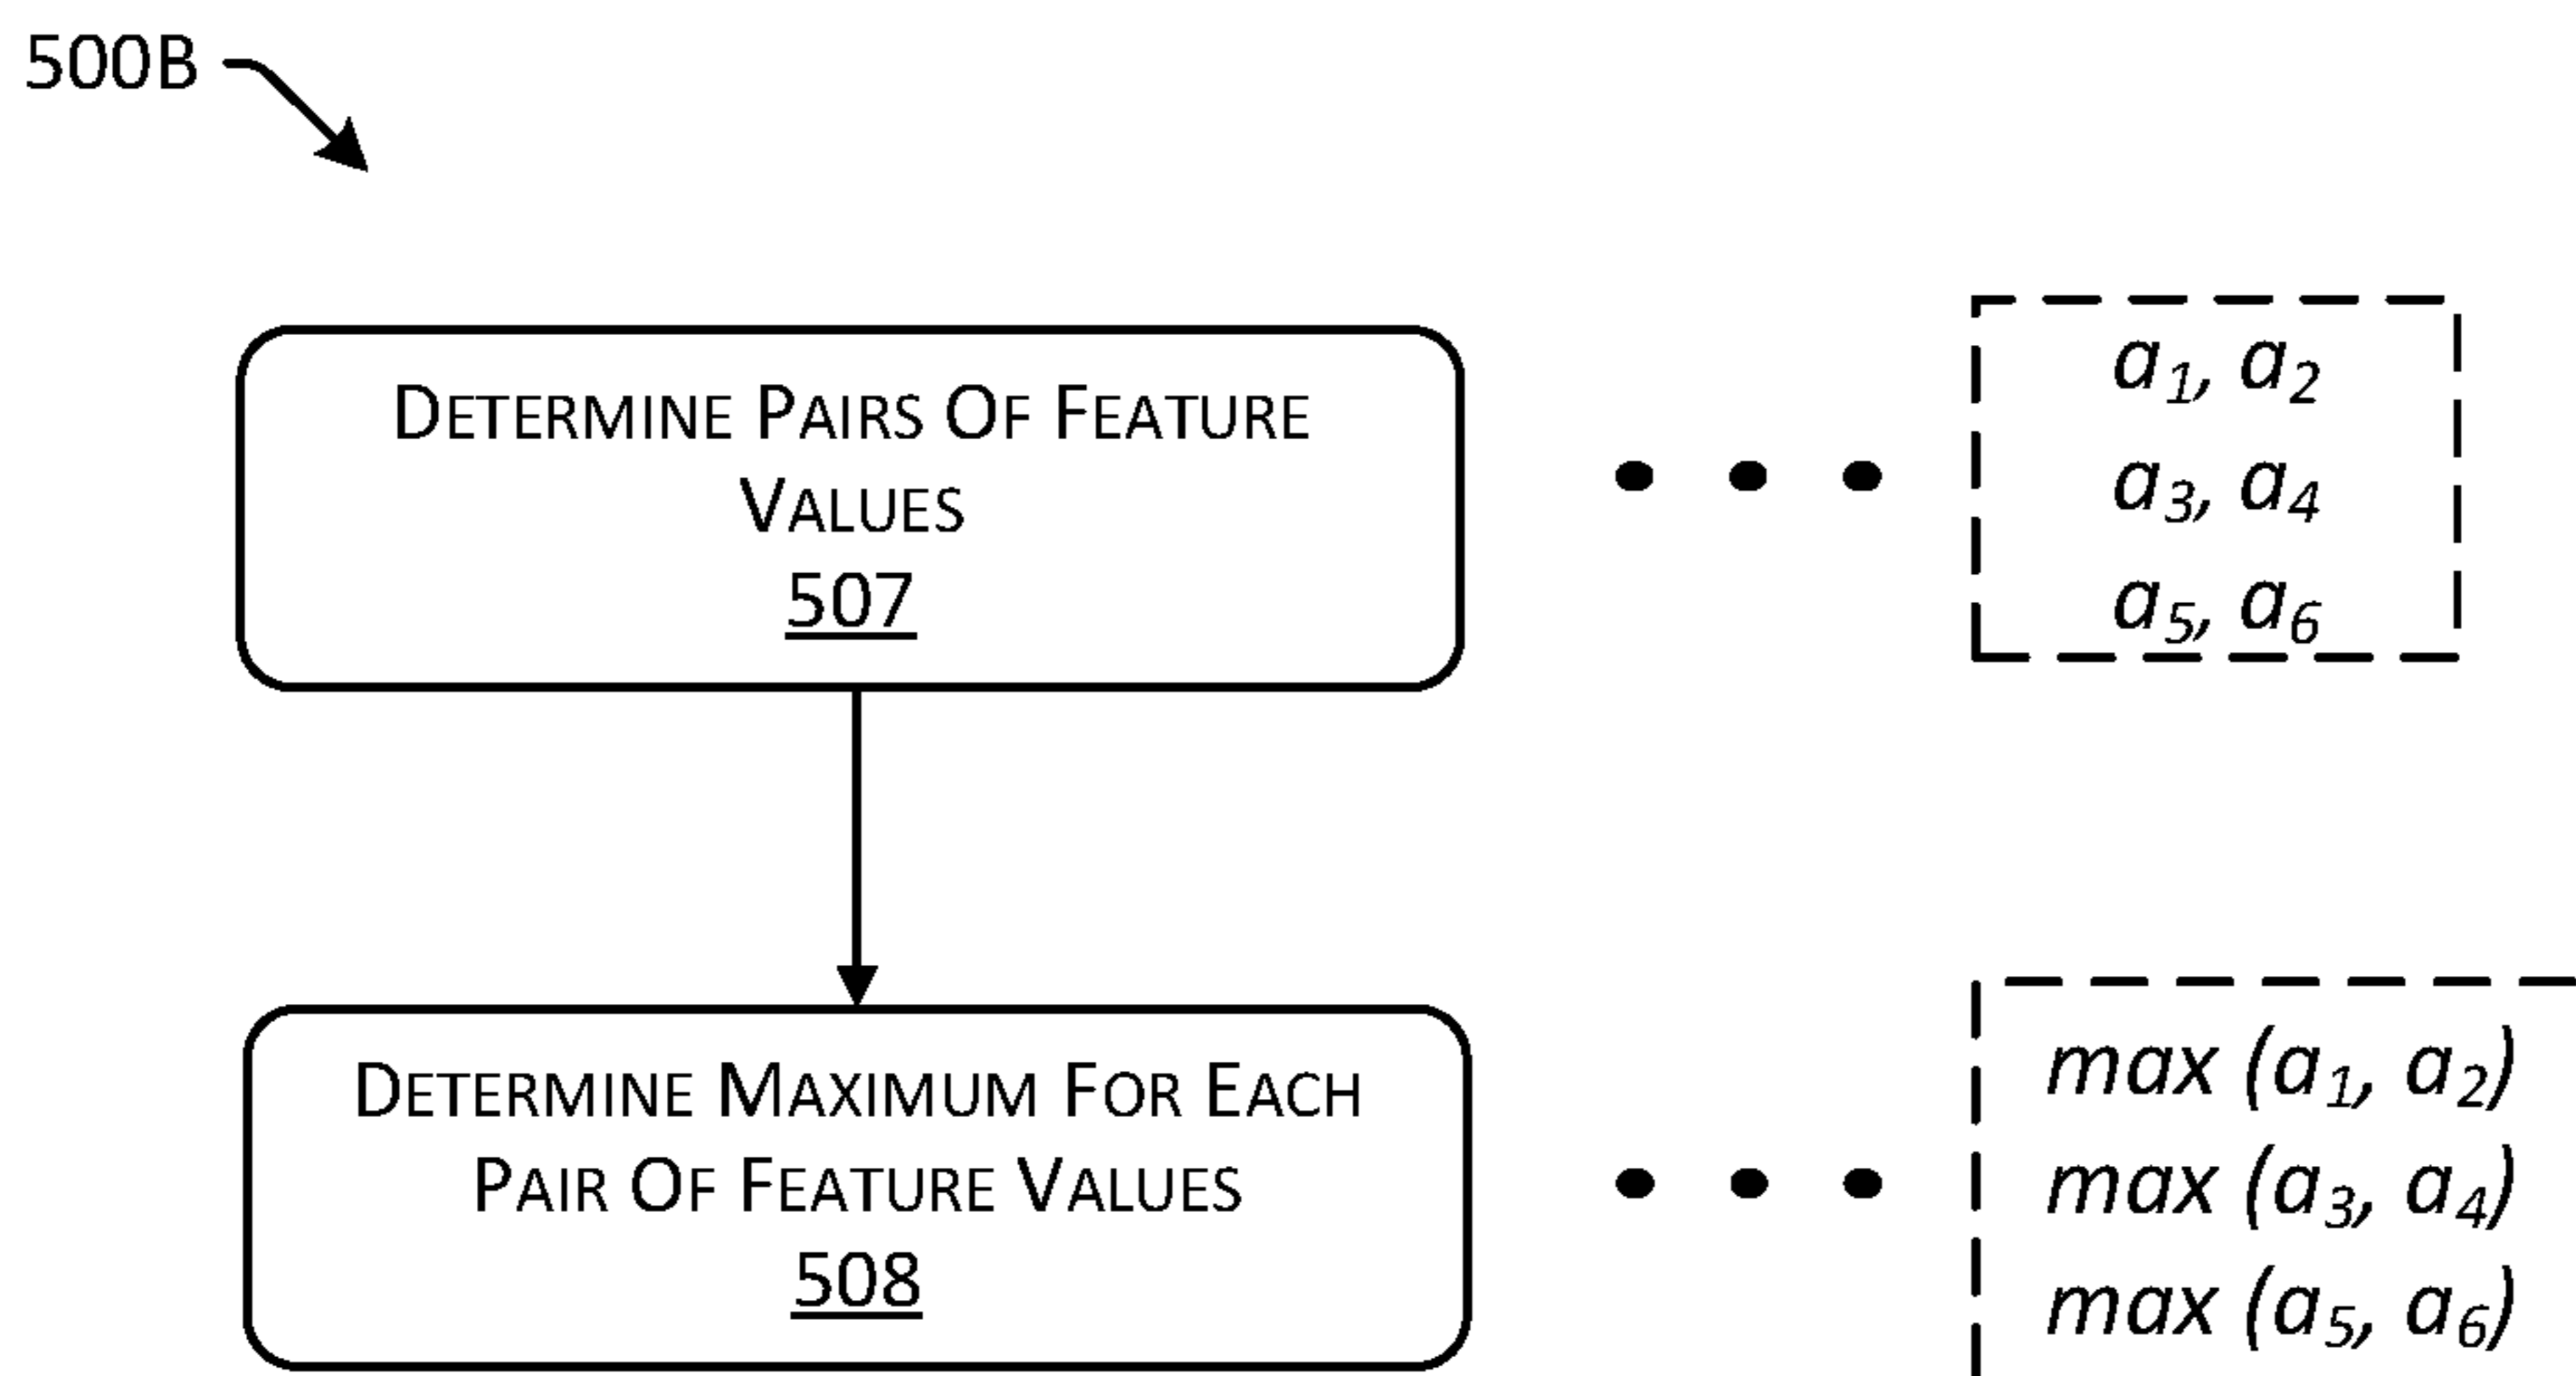 500B
DETERMINE PAIRS OF FEATURE
VALUES
507
a1, a2
a3, a4
a5, a6
DETERMINE MAXIMUM FOR EACH
PAIR OF FEATURE VALUES
508
max (a1, a2)
max (a3, a4)
max (a5, a6)